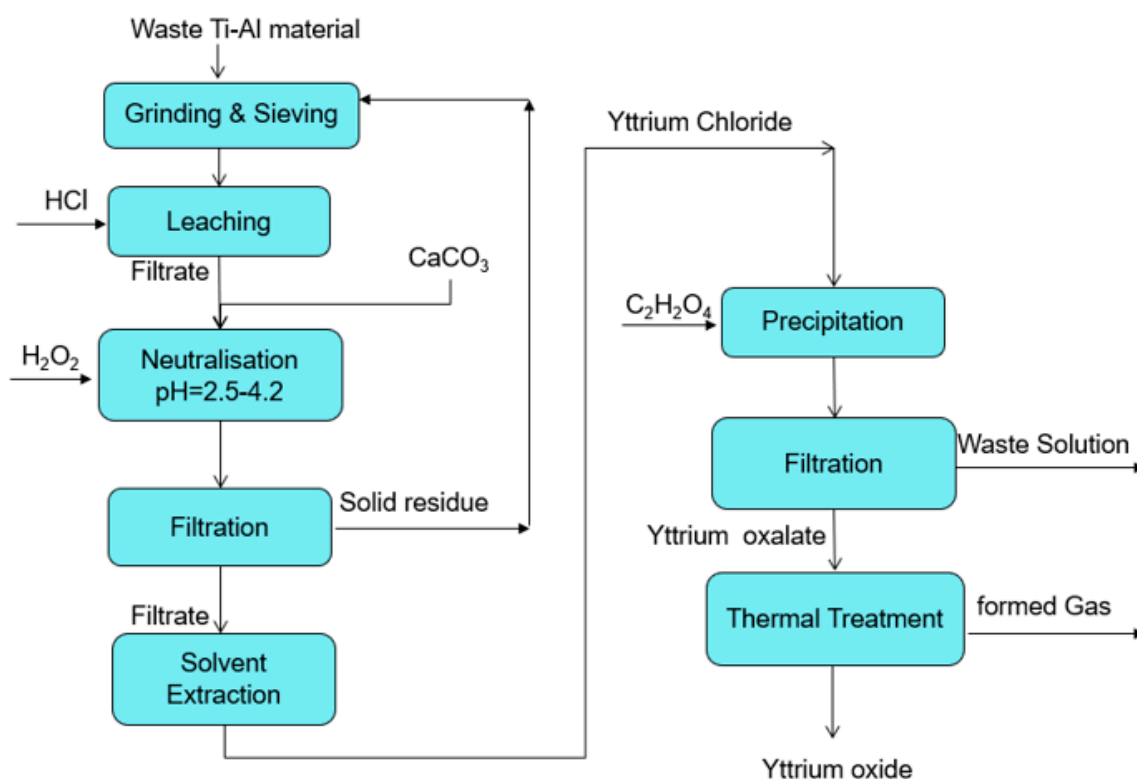 Waste Ti-Al material
Grinding & Sieving
HCl
Leaching
Filtrate
CaCO₃
H₂O₂
Neutralisation
pH=2.5-4.2
Filtration
Solid residue
Filtrate
Solvent
Extraction
Yttrium Chloride
C₂H₂O₄
Precipitation
Filtration
Waste Solution
Yttrium oxalate
Thermal Treatment
formed Gas
Yttrium oxide